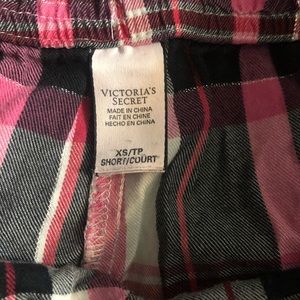 VICTORIA'S
SECRET
MADE IN CHINA
FAIT EN CHINE
HECHO EN CHINA
XS/TP
SHORT/COURT